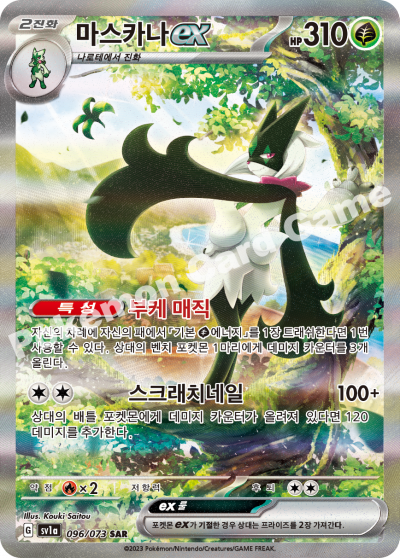 2진화
마스카나ex
HP310
나로테에서 진화
Pokémon Card Game
특성 부케 매직
자신의 차례에 자신의 패에서 「기본 에너지」를 1장 트래쉬한다면 1번
사용할 수 있다. 상대의 벤치 포켓몬 1마리에게 데미지 카운터를 3개
올린다.
스크래치네일 100+
상대의 배틀 포켓몬에게 데미지 카운터가 올려져 있다면 120
데미지를 추가한다.
약점 ×2 저항력 후퇴
Illus. Kouki Saitou
G sv1a 096/073 SAR
ex 룰
포켓몬 ex가 기절한 경우 상대는 프라이즈를 2장 가져간다.
©2023 Pokémon/Nintendo/Creatures/GAME FREAK.